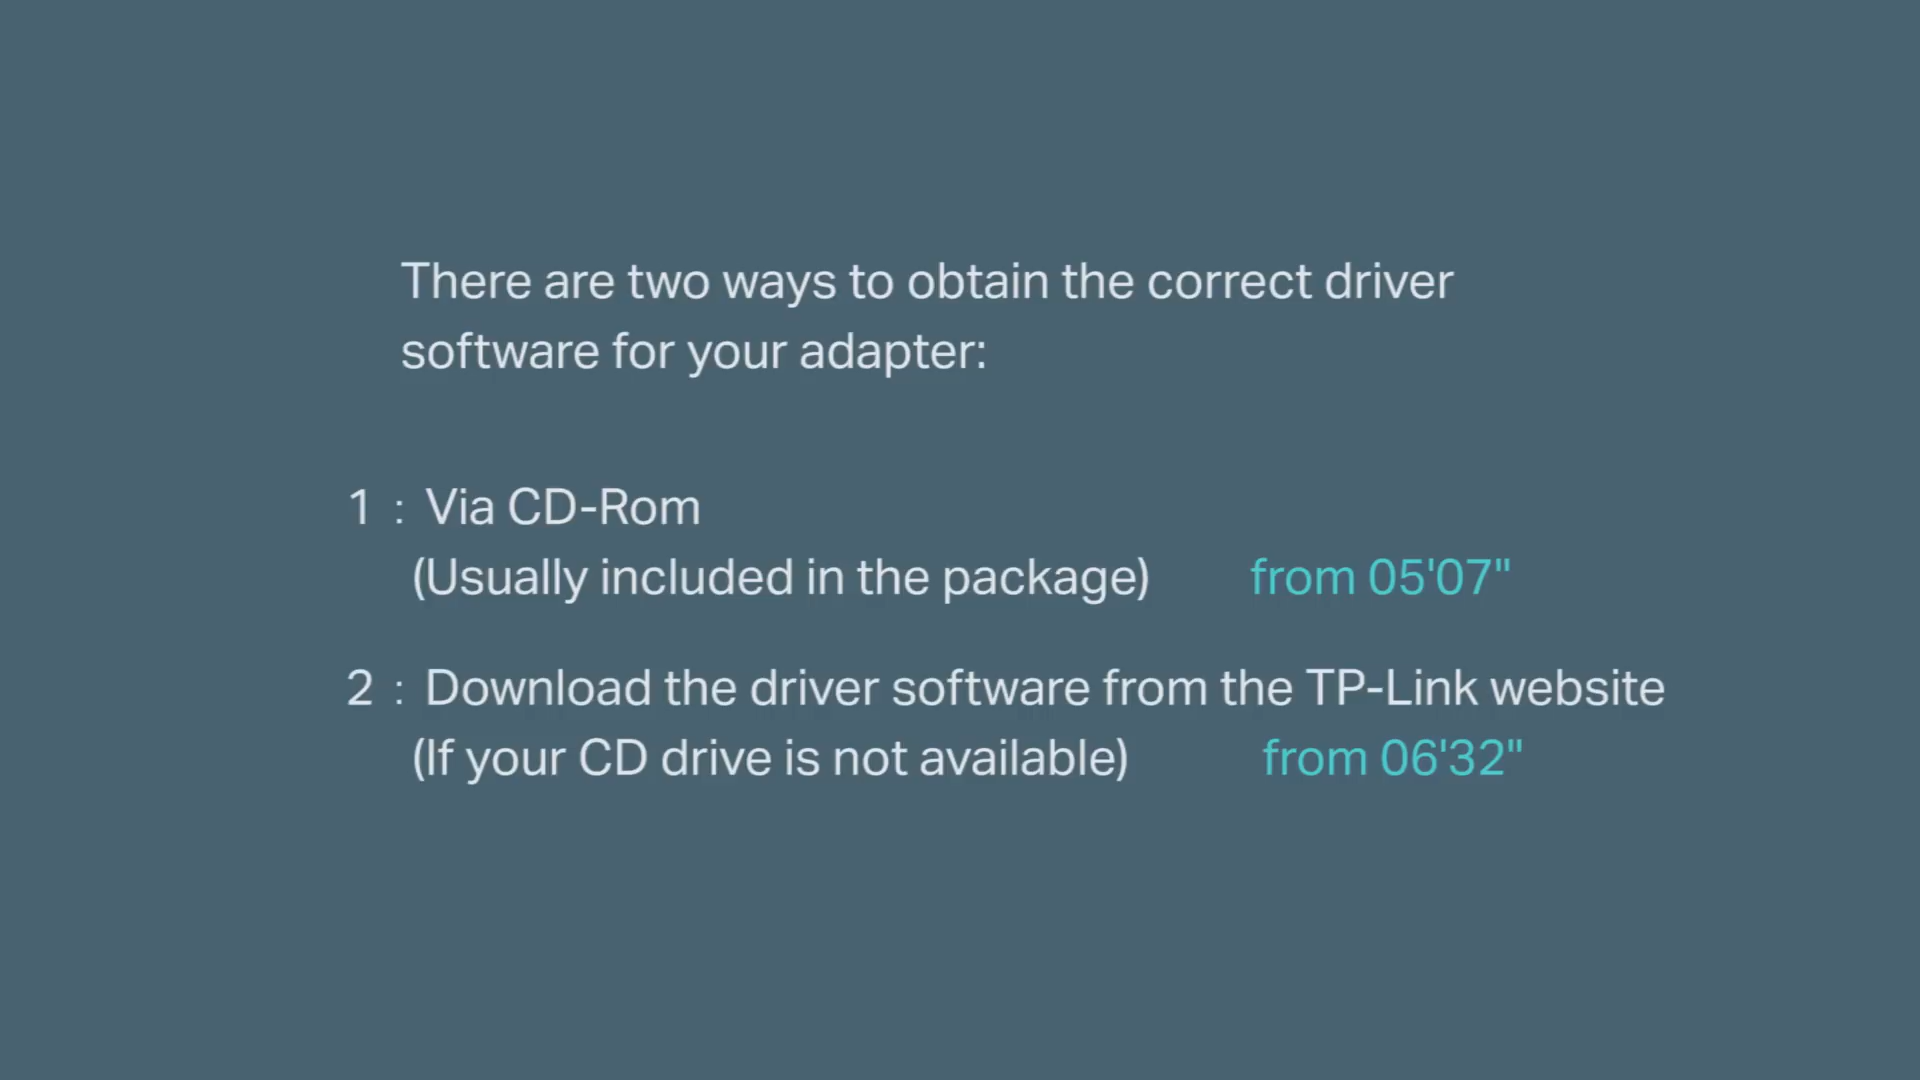 There are two ways to obtain the correct driver
software for your adapter:
1 : Via CD-Rom
(Usually included in the package) from 05'07"
2 : Download the driver software from the TP-Link website
(If your CD drive is not available) from 06'32"